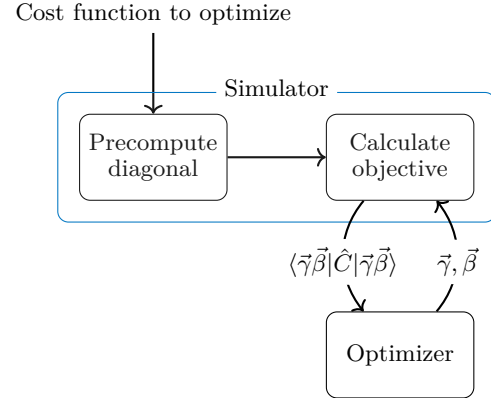 Cost function to optimize
Simulator
Precompute
diagonal
Calculate
objective
⟨γ⃗β⃗|Ĉ|γ⃗β⃗⟩
γ⃗, β⃗
Optimizer